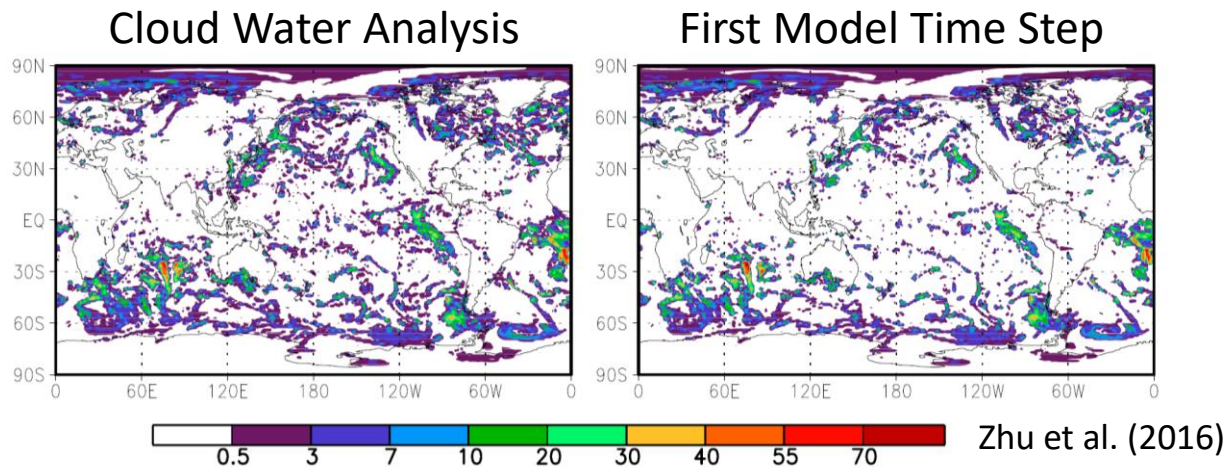 Cloud Water Analysis
First Model Time Step
90N
60N
30N
EQ
30S
60S
90S
0 60E 120E 180 120W 60W 0
90N
60N
30N
EQ
30S
60S
90S
0 60E 120E 180 120W 60W 0
0.5 3 7 10 20 30 40 55 70
Zhu et al. (2016)